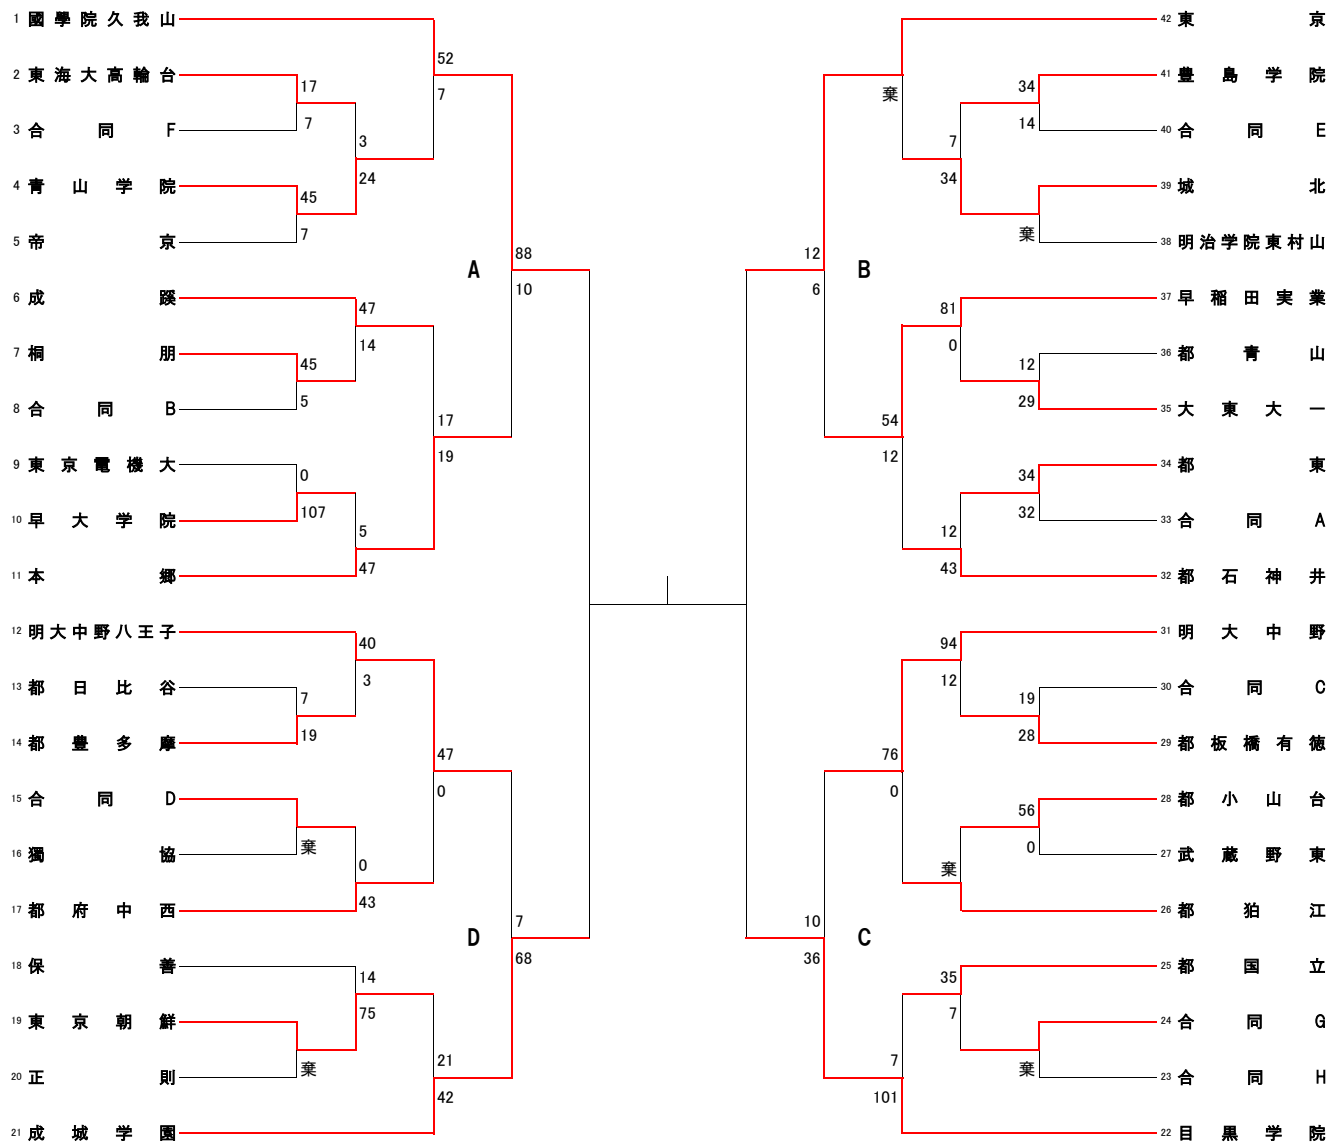 1 國學院久我山
2 東海大高輪台
3 合同F
4 青山学院
5 帝京
6 成蹊
7 桐朋
8 合同B
9 東京電機大
10 早大学院
11 本郷
12 明大中野八王子
13 都日比谷
14 都豊多摩
15 合同D
16 獨協
17 都府中西
18 保善
19 東京朝鮮
20 正則
21 成城学園
17
7
45
7
45
5
0
107
7
19
棄
棄
3
24
47
14
5
47
40
3
0
43
14
75
52
7
17
19
47
0
21
42
A
88
10
D
7
68
12
6
B
10
36
C
棄
54
12
76
0
7
101
7
34
81
0
12
43
94
12
棄
35
7
34
14
棄
12
29
34
32
19
28
56
0
棄
42 東京
41 豊島学院
40 合同E
39 城北
38 明治学院東村山
37 早稲田実業
36 都青山
35 大東大一
34 都東
33 合同A
32 都石神井
31 明大中野
30 合同C
29 都板橋有徳
28 都小山台
27 武蔵野東
26 都狛江
25 都国立
24 合同G
23 合同H
22 目黒学院